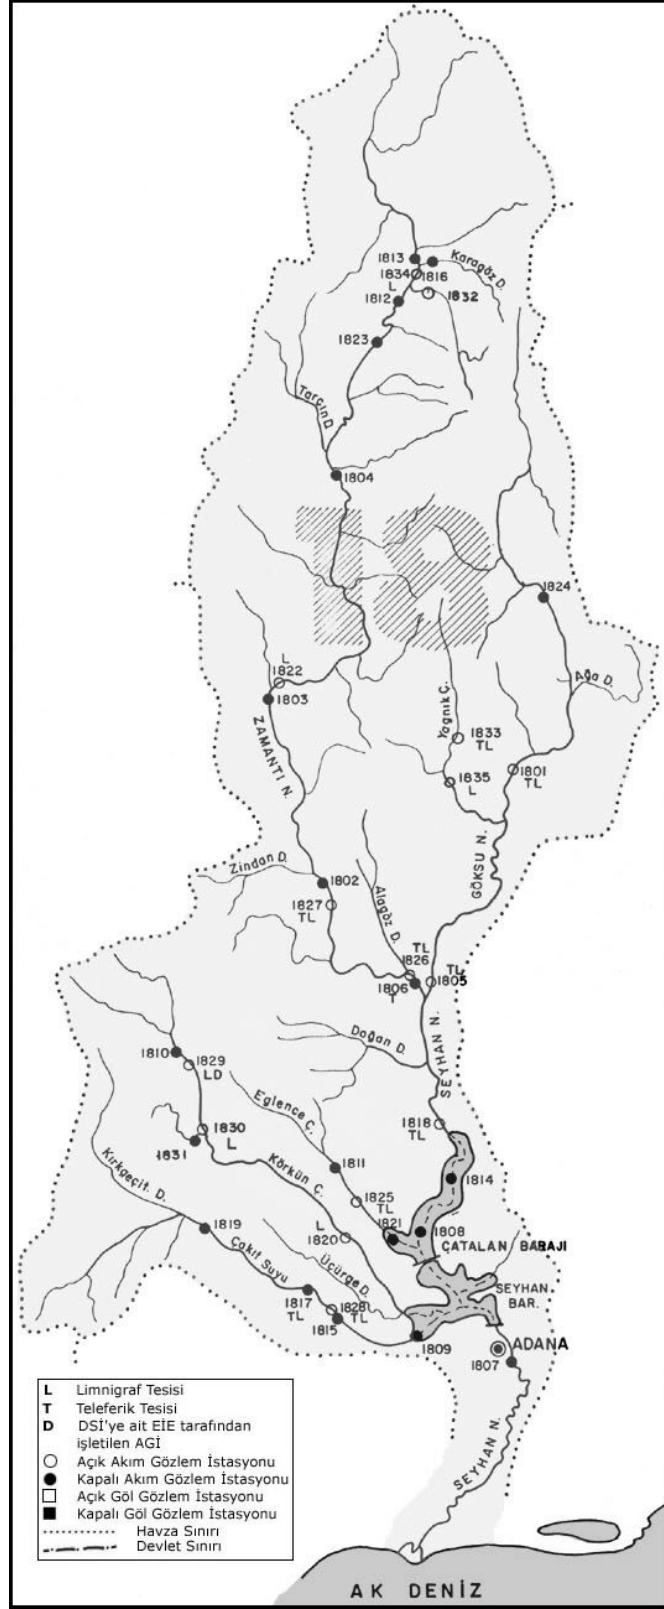 1813
Karagöz D.
1834
1816
L
1812
1832
1823
Tarçın D.
1804
18
1824
L
1822
1803
Ağa D.
Yağnık Ç.
1833
TL
ZAMANTI N.
1835
L
1801
TL
GÖKSU N.
Zindan D.
1802
1827
TL
Alagöz D.
TL
1826
1806
T
TL
1805
Doğan D.
SEYHAN N.
1810
1829
LD
Eglence Ç.
1818
TL
1830
L
1831
Körkün Ç.
1811
1814
Kırkgeçit. D.
1825
TL
1821
1808
1819
L
1820
ÇATALAN BARAJI
Çakıt Suyu
Üçürge D.
SEYHAN
BAR.
1817
TL
1828
TL
1815
1809
ADANA
1807
SEYHAN N.
L Limnigraf Tesisi
T Teleferik Tesisi
D DSİ'ye ait EİE tarafından
işletilen AGİ
Açık Akım Gözlem İstasyonu
Kapalı Akım Gözlem İstasyonu
Açık Göl Gözlem İstasyonu
Kapalı Göl Gözlem İstasyonu
Havza Sınırı
Devlet Sınırı
AK DENİZ